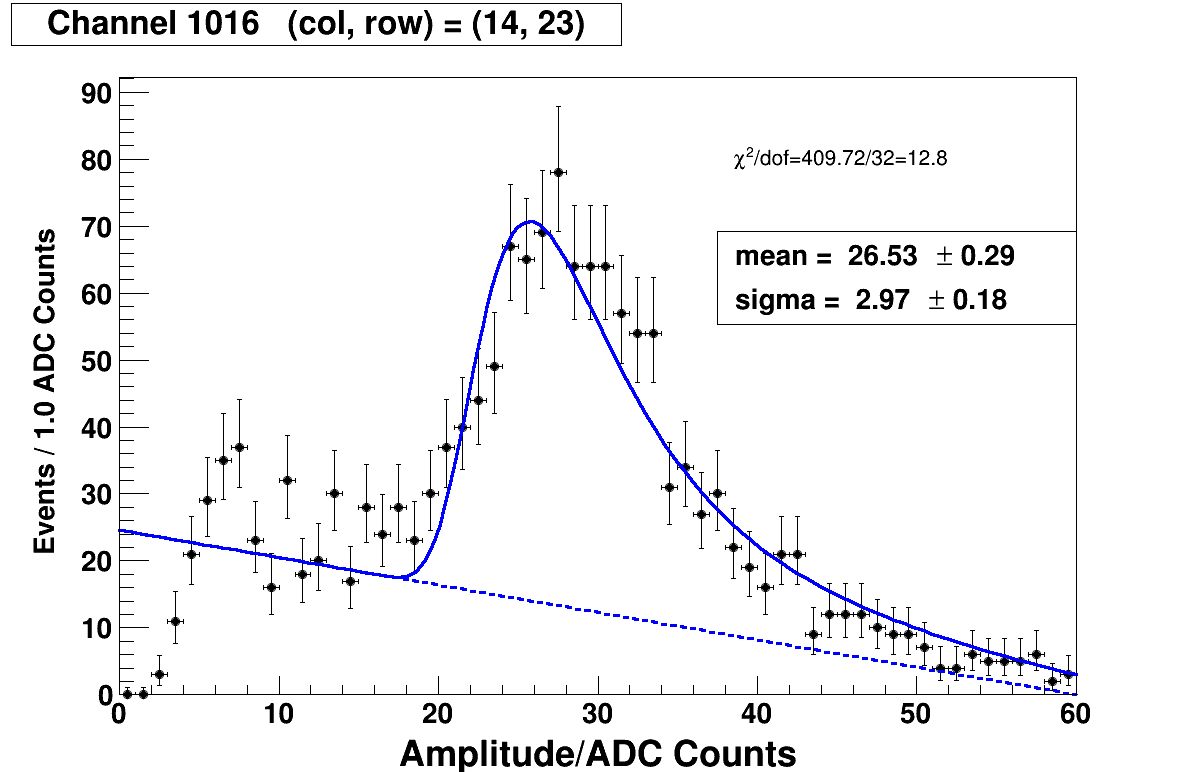 Channel 1016 (col, row) = (14, 23)
90
80
70
60
50
40
30
20
10
0
Events / 1.0 ADC Counts
χ²/dof=409.72/32=12.8
mean = 26.53 ± 0.29
sigma = 2.97 ± 0.18
0 10 20 30 40 50 60
Amplitude/ADC Counts